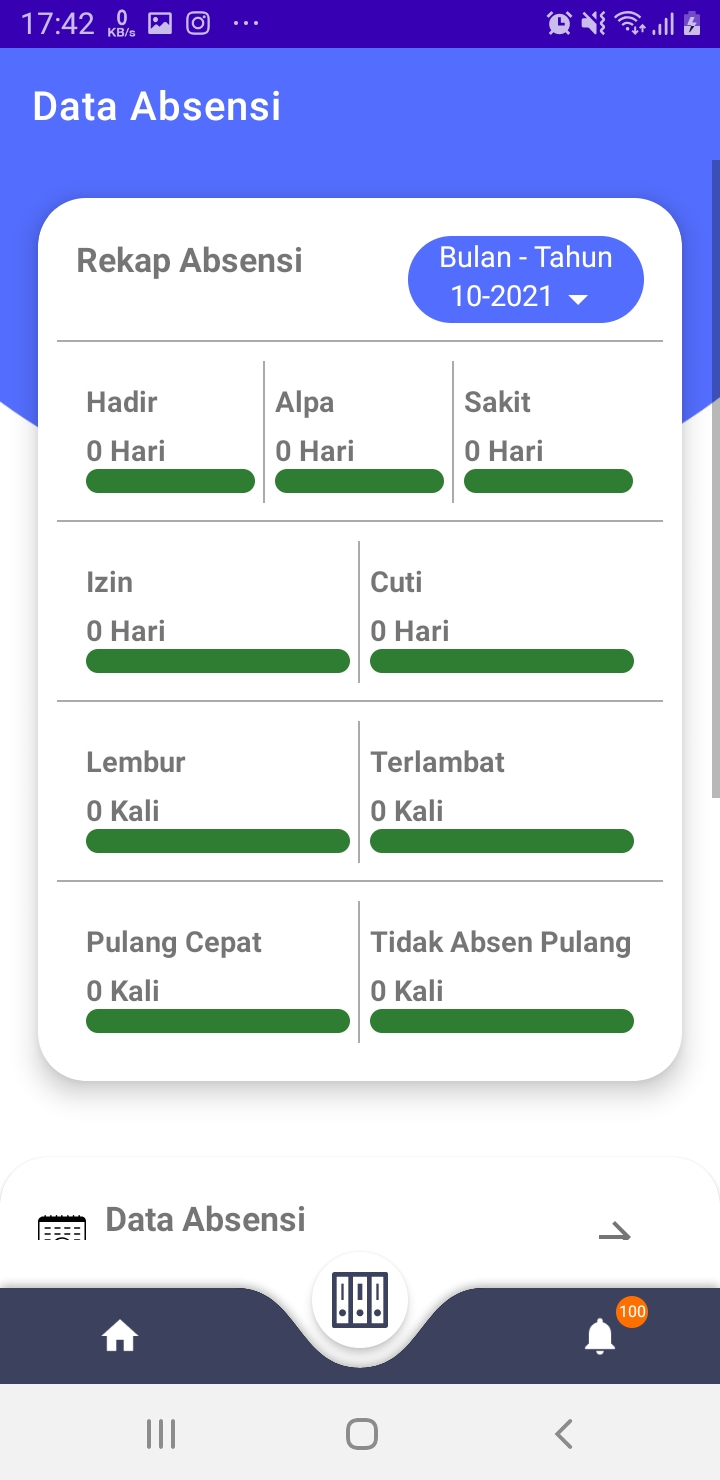 17:42 0 KB/s
Data Absensi
Rekap Absensi
Bulan - Tahun
10-2021
Hadir Alpa Sakit
0 Hari 0 Hari 0 Hari
Izin Cuti
0 Hari 0 Hari
Lembur Terlambat
0 Kali 0 Kali
Pulang Cepat Tidak Absen Pulang
0 Kali 0 Kali
Data Absensi
100